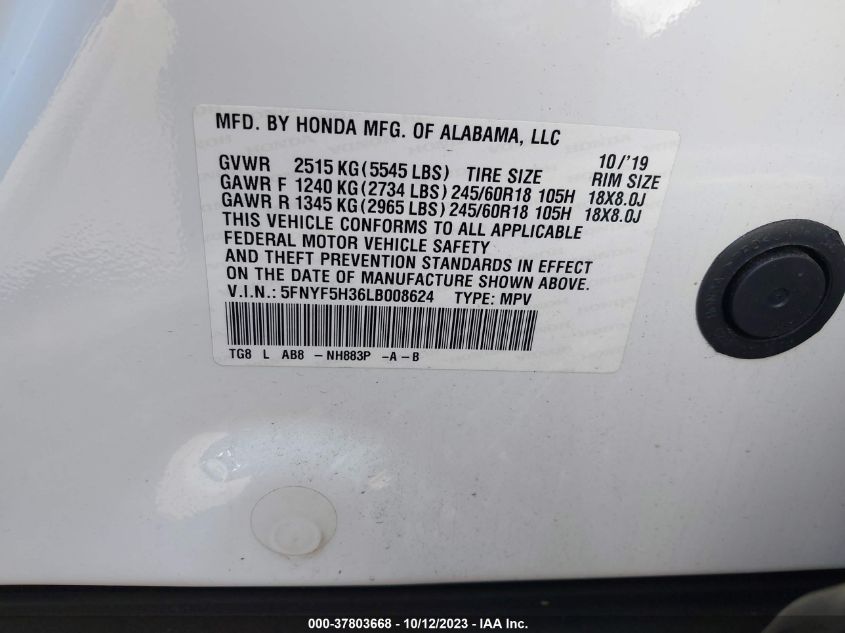 MFD. BY HONDA MFG. OF ALABAMA, LLC
10/'19
GVWR 2515 KG (5545 LBS) TIRE SIZE RIM SIZE
GAWR F 1240 KG (2734 LBS) 245/60R18 105H 18X8.0J
GAWR R 1345 KG (2965 LBS) 245/60R18 105H 18X8.0J
THIS VEHICLE CONFORMS TO ALL APPLICABLE
FEDERAL MOTOR VEHICLE SAFETY
AND THEFT PREVENTION STANDARDS IN EFFECT
ON THE DATE OF MANUFACTURE SHOWN ABOVE.
V.I.N.: 5FNYF5H36LB008624 TYPE: MPV
TG8 L AB8 -NH883P -A-B
000-37803668 - 10/12/2023 - IAA Inc.